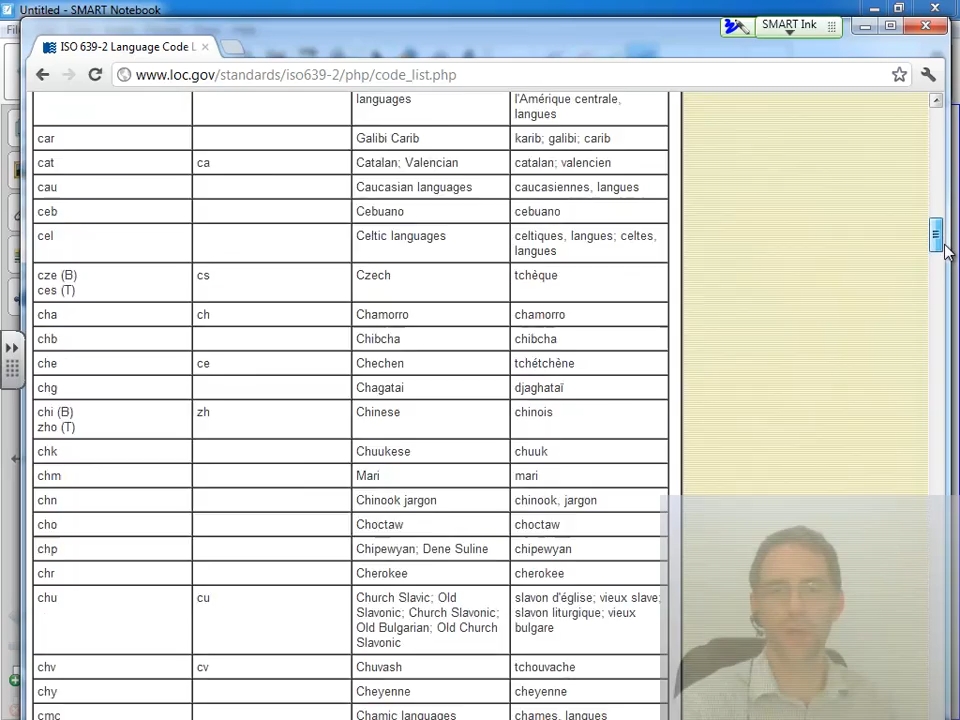 Untitled - SMART Notebook
SMART Ink
ISO 639-2 Language Code L
www.loc.gov/standards/iso639-2/php/code_list.php
languages l'Amérique centrale,
langues
car Galibi Carib karib; galibi; carib
cat ca Catalan; Valencian catalan; valencien
cau Caucasian languages caucasiennes, langues
ceb Cebuano cebuano
cel Celtic languages celtiques, langues; celtes,
langues
cze (B) cs Czech tchèque
ces (T)
cha ch Chamorro chamorro
chb Chibcha chibcha
che ce Chechen tchétchène
chg Chagatai djaghataï
chi (B) zh Chinese chinois
zho (T)
chk Chuukese chuuk
chm Mari mari
chn Chinook jargon chinook, jargon
cho Choctaw choctaw
chp Chipewyan; Dene Suline chipewyan
chr Cherokee cherokee
chu cu Church Slavic; Old slavon d'église; vieux slave;
Slavonic; Church Slavonic; slavon liturgique; vieux
Old Bulgarian; Old Church bulgare
Slavonic
chv cv Chuvash tchouvache
chy Cheyenne cheyenne
cmc Chamic languages chames, langues